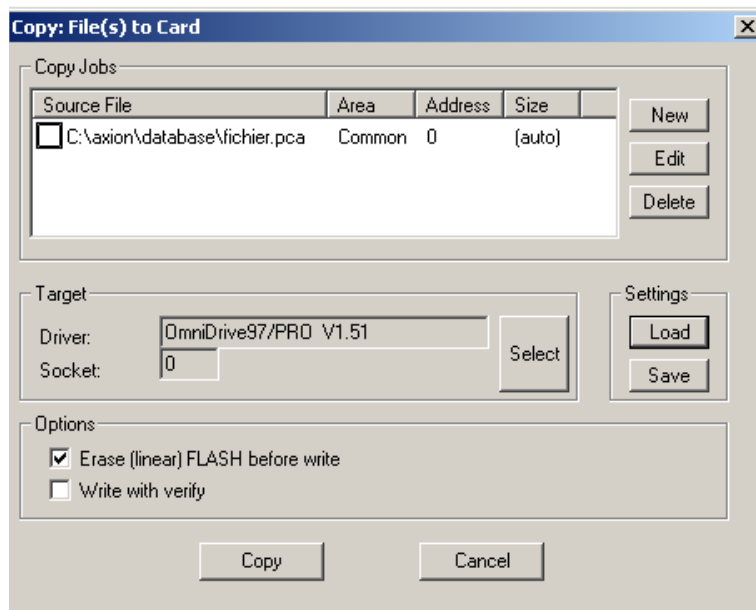 Copy: File(s) to Card
Copy Jobs
Source File Area Address Size
C:\axion\database\fichier.pca Common 0 (auto)
New
Edit
Delete
Target
Driver: OmniDrive97/PRO V1.51
Socket: 0
Select
Settings
Load
Save
Options
Erase (linear) FLASH before write
Write with verify
Copy Cancel